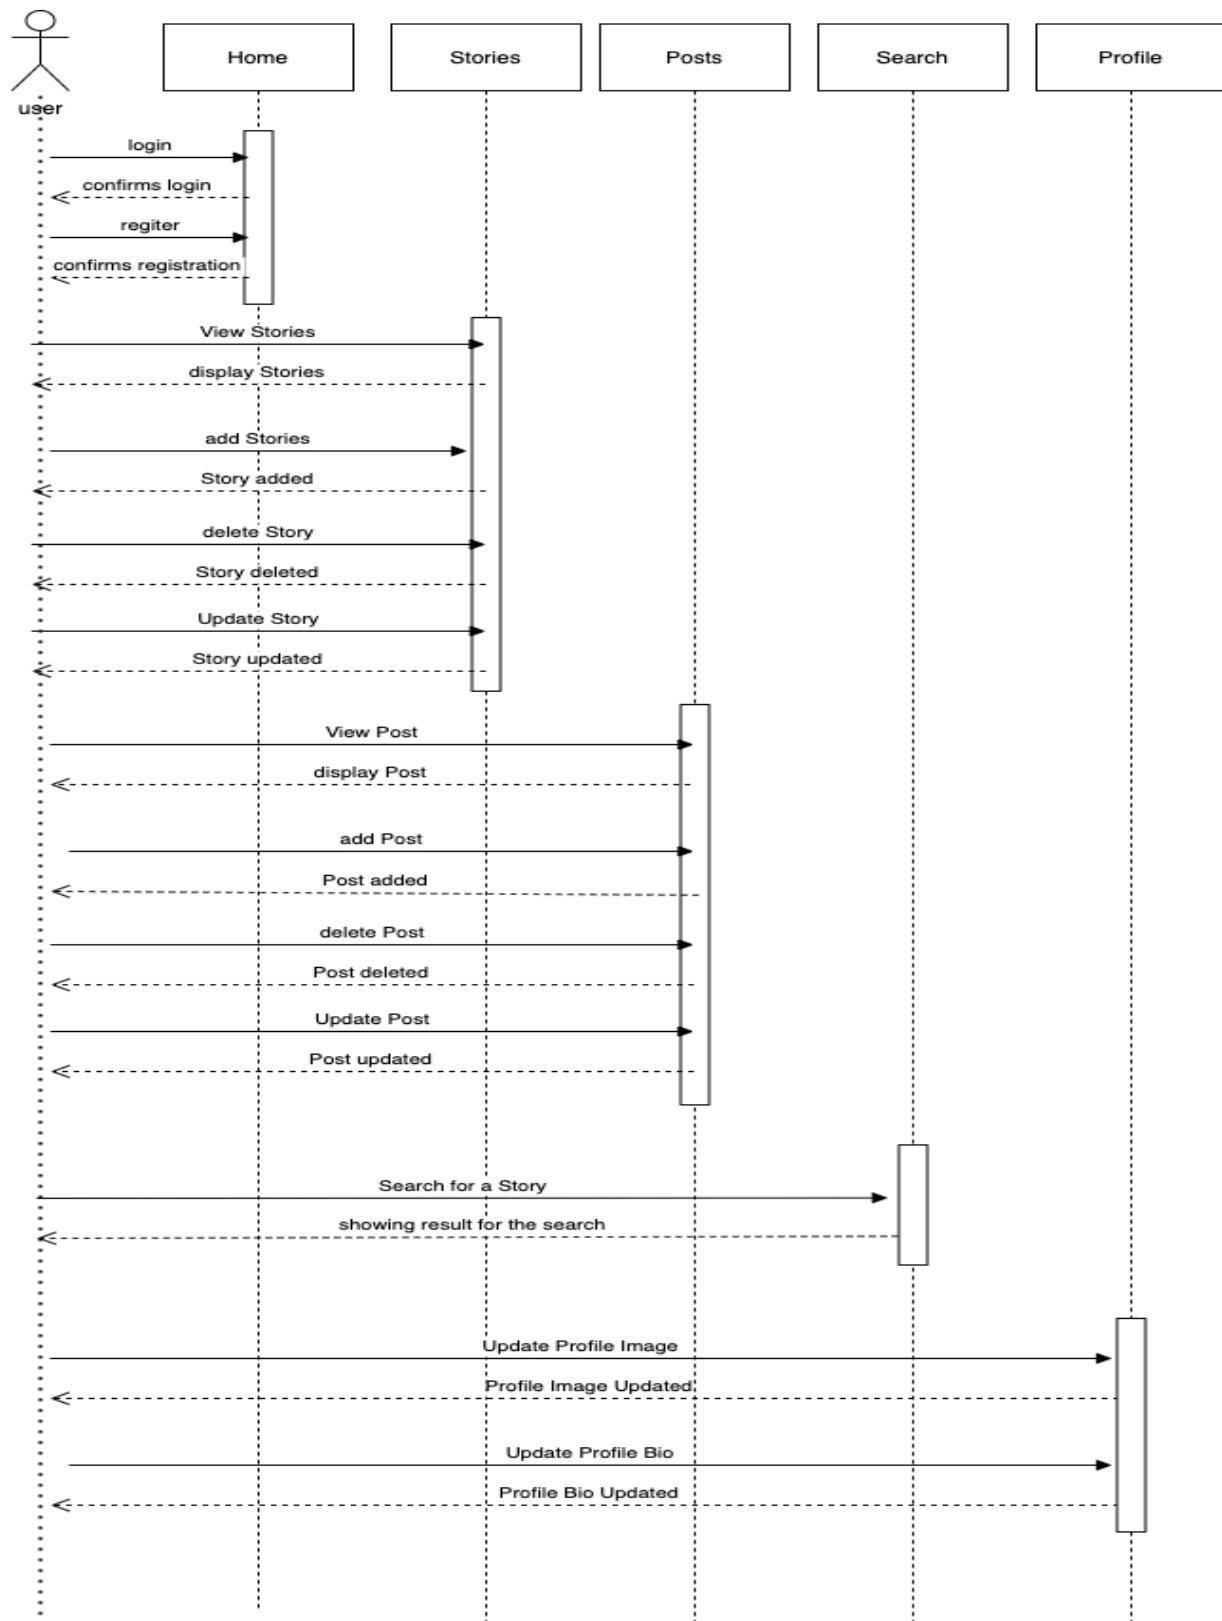 Home
Stories
Posts
Search
Profile
user
login
confirms login
regiter
confirms registration
View Stories
display Stories
add Stories
Story added
delete Story
Story deleted
Update Story
Story updated
View Post
display Post
add Post
Post added
delete Post
Post deleted
Update Post
Post updated
Search for a Story
showing result for the search
Update Profile Image
Profile Image Updated
Update Profile Bio
Profile Bio Updated